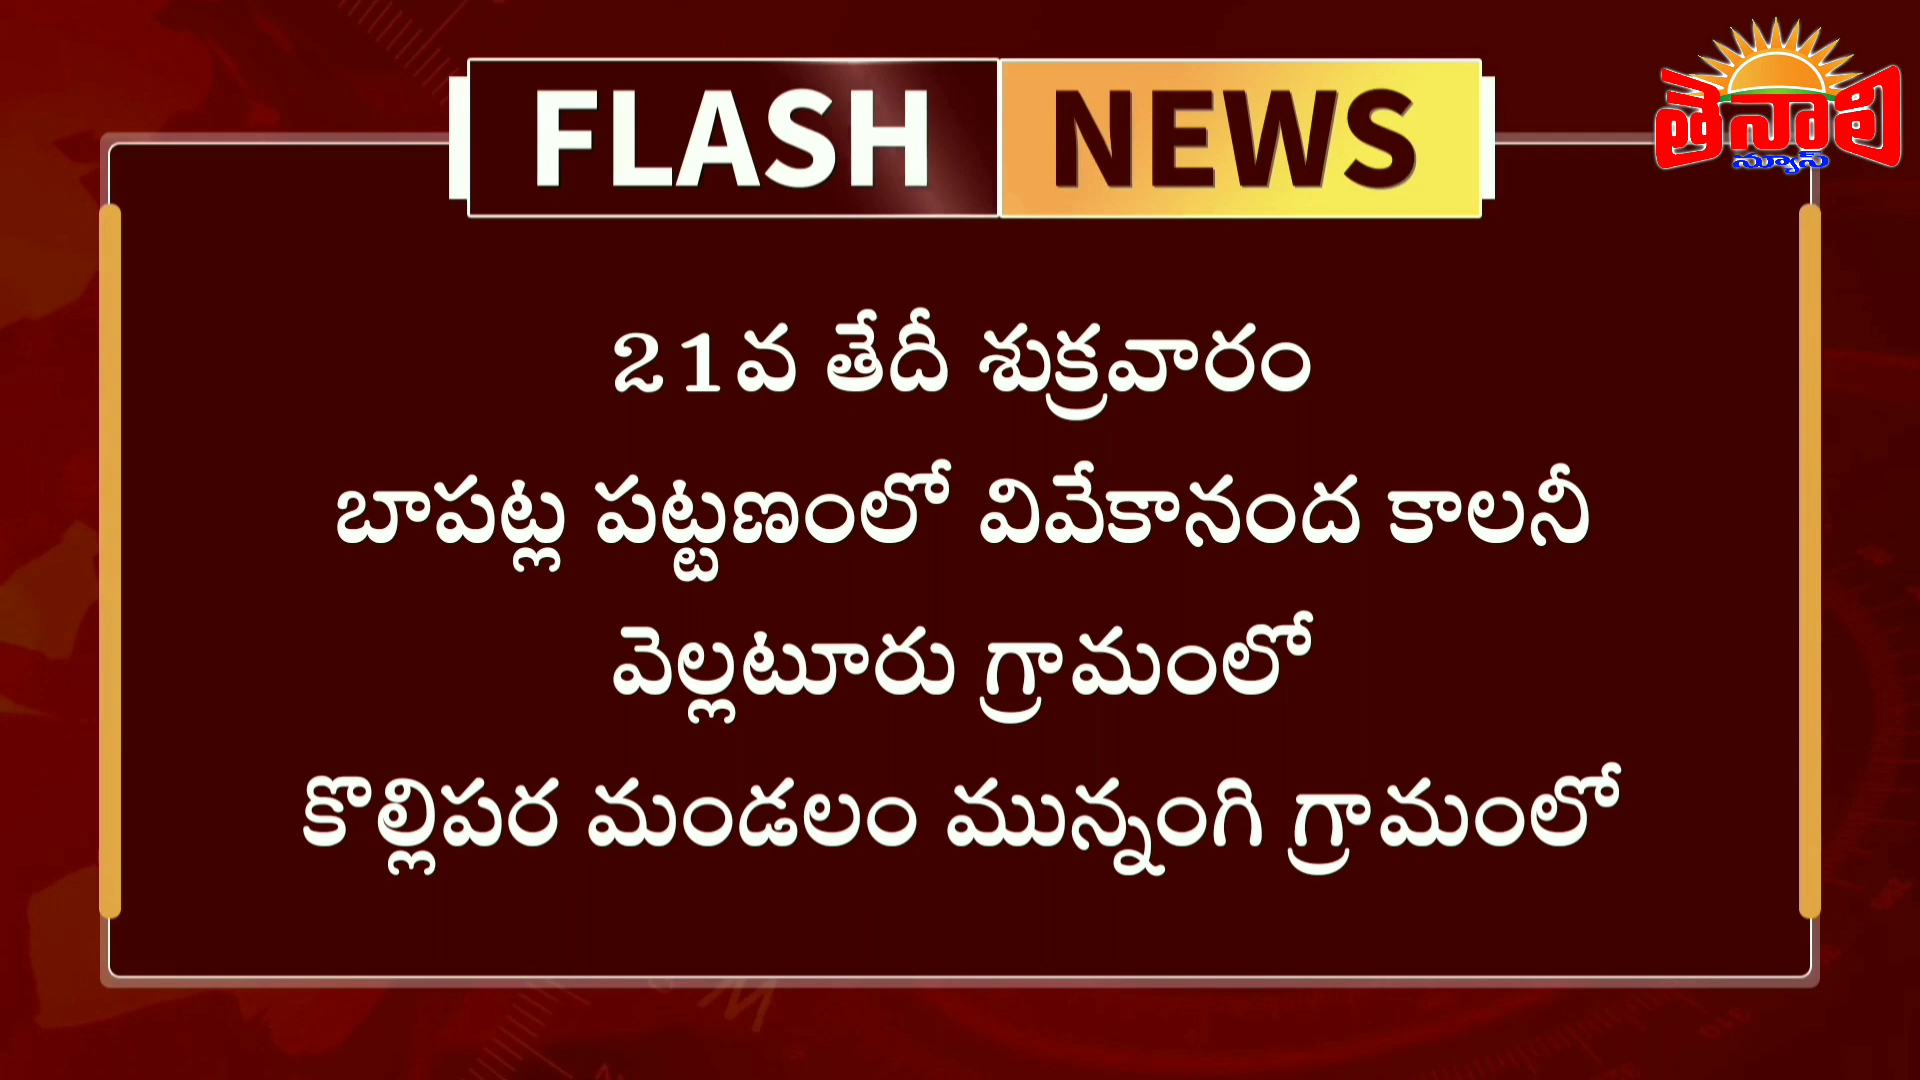 FLASH NEWS
తెనాలి
న్యూస్
21వ తేదీ శుక్రవారం
బాపట్ల పట్టణంలో వివేకానంద కాలనీ
వెల్లటూరు గ్రామంలో
కొల్లిపర మండలం మున్నంగి గ్రామంలో